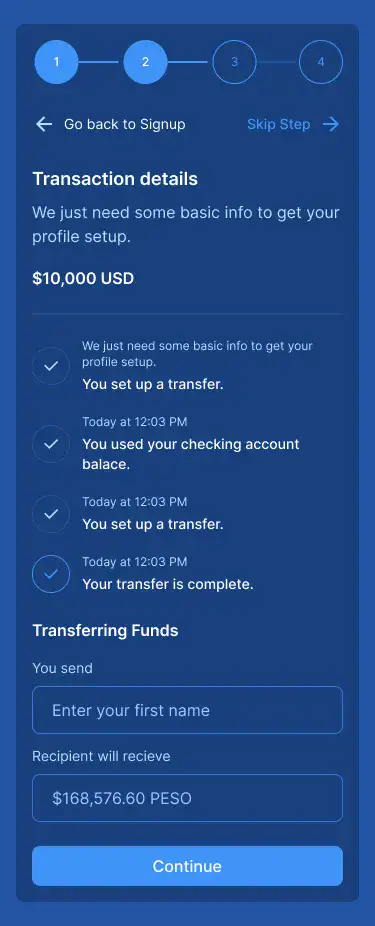 1 2 3 4
Go back to Signup Skip Step
Transaction details
We just need some basic info to get your
profile setup.
$10,000 USD
We just need some basic info to get your
profile setup.
You set up a transfer.
Today at 12:03 PM
You used your checking account
balace.
Today at 12:03 PM
You set up a transfer.
Today at 12:03 PM
Your transfer is complete.
Transferring Funds
You send
Enter your first name
Recipient will recieve
$168,576.60 PESO
Continue